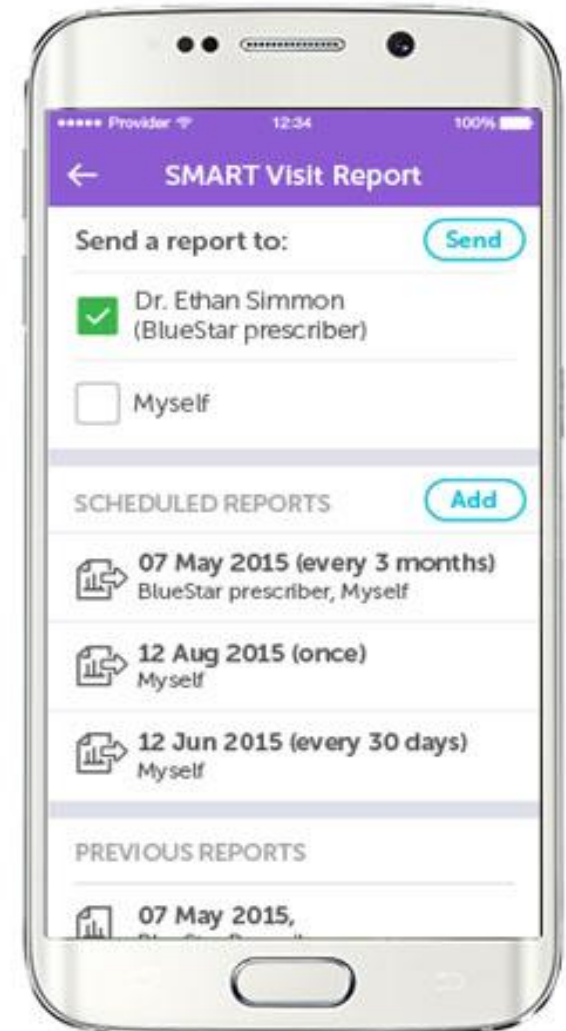 Provider 12:34 100%
SMART Visit Report
Send a report to: Send
Dr. Ethan Simmon
(BlueStar prescriber)
Myself
SCHEDULED REPORTS Add
07 May 2015 (every 3 months)
BlueStar prescriber, Myself
12 Aug 2015 (once)
Myself
12 Jun 2015 (every 30 days)
Myself
PREVIOUS REPORTS
07 May 2015,